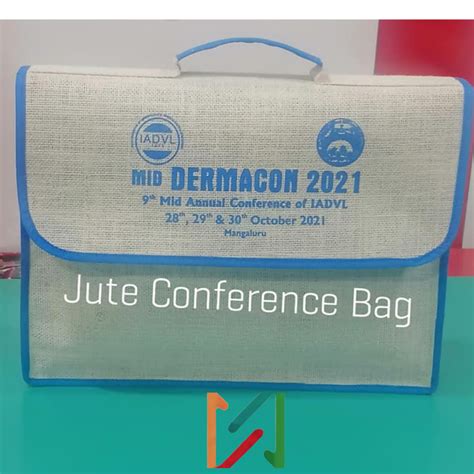 IADVL
MID DERMACON 2021
9th Mid Annual Conference of IADVL
28th, 29th & 30th October 2021
Mangaluru
Jute Conference Bag